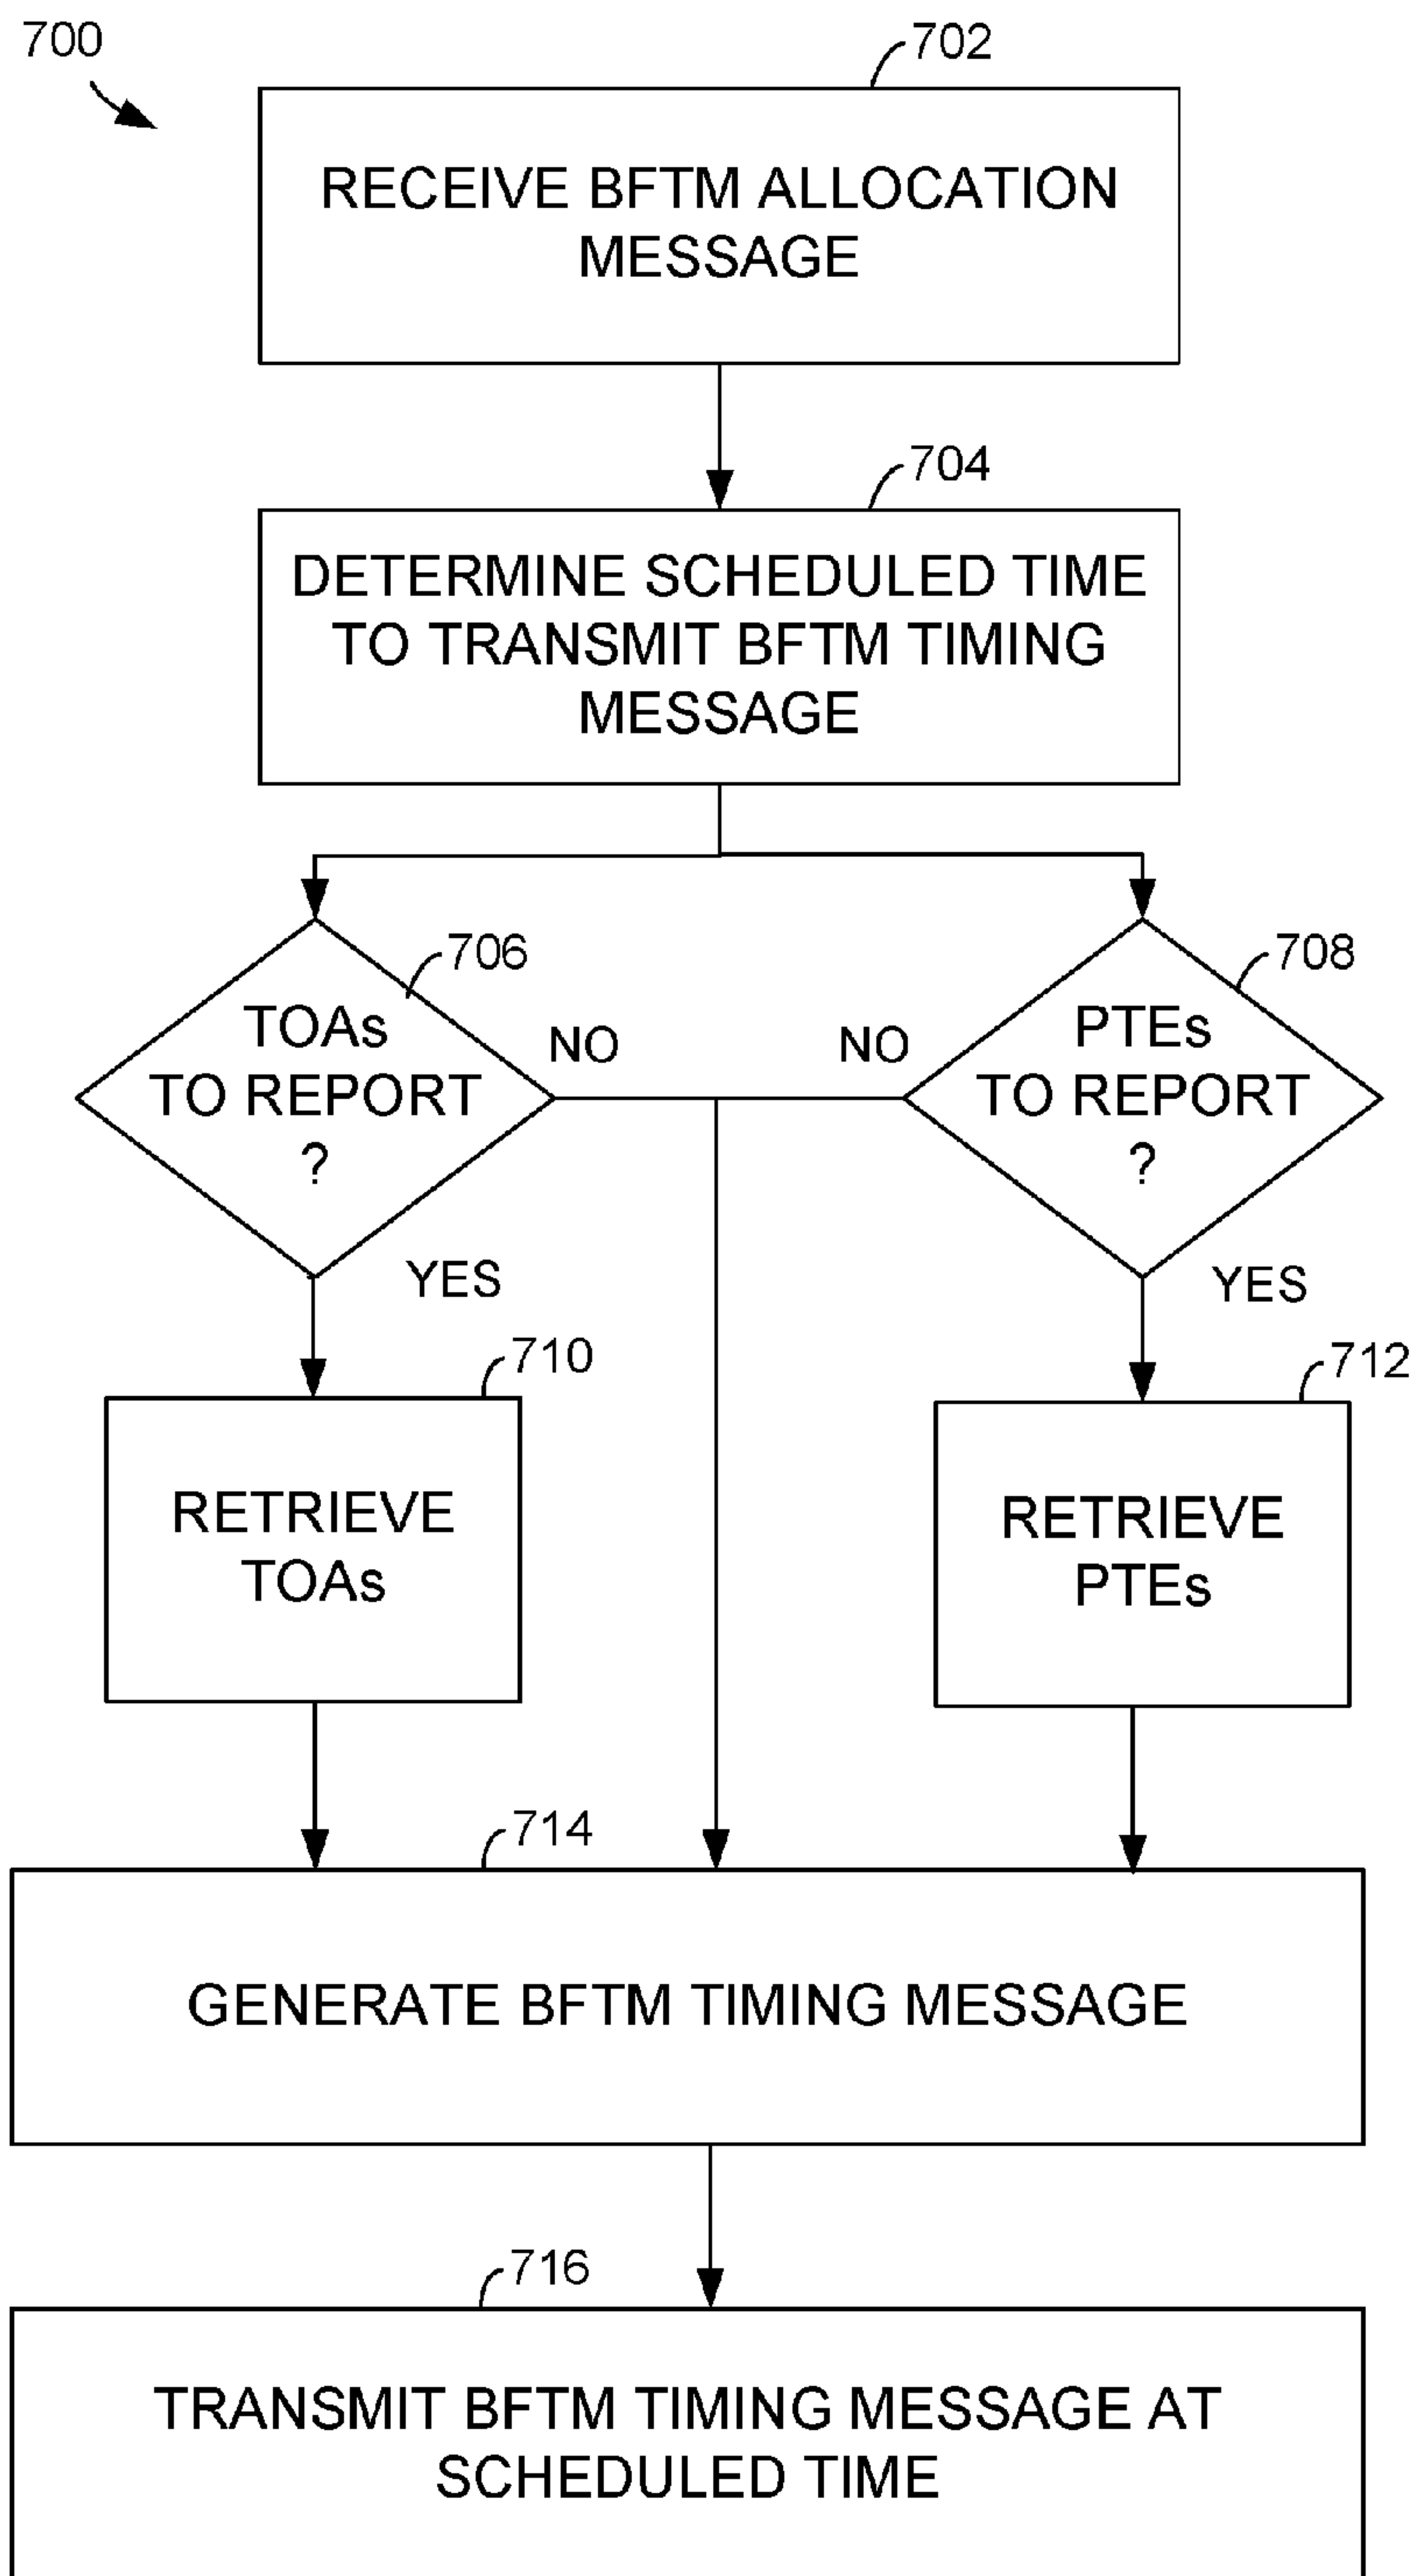 700
702
RECEIVE BFTM ALLOCATION
MESSAGE
704
DETERMINE SCHEDULED TIME
TO TRANSMIT BFTM TIMING
MESSAGE
706
TOAs
TO REPORT
?
NO
NO
708
PTEs
TO REPORT
?
YES
YES
710
RETRIEVE
TOAs
712
RETRIEVE
PTEs
714
GENERATE BFTM TIMING MESSAGE
716
TRANSMIT BFTM TIMING MESSAGE AT
SCHEDULED TIME